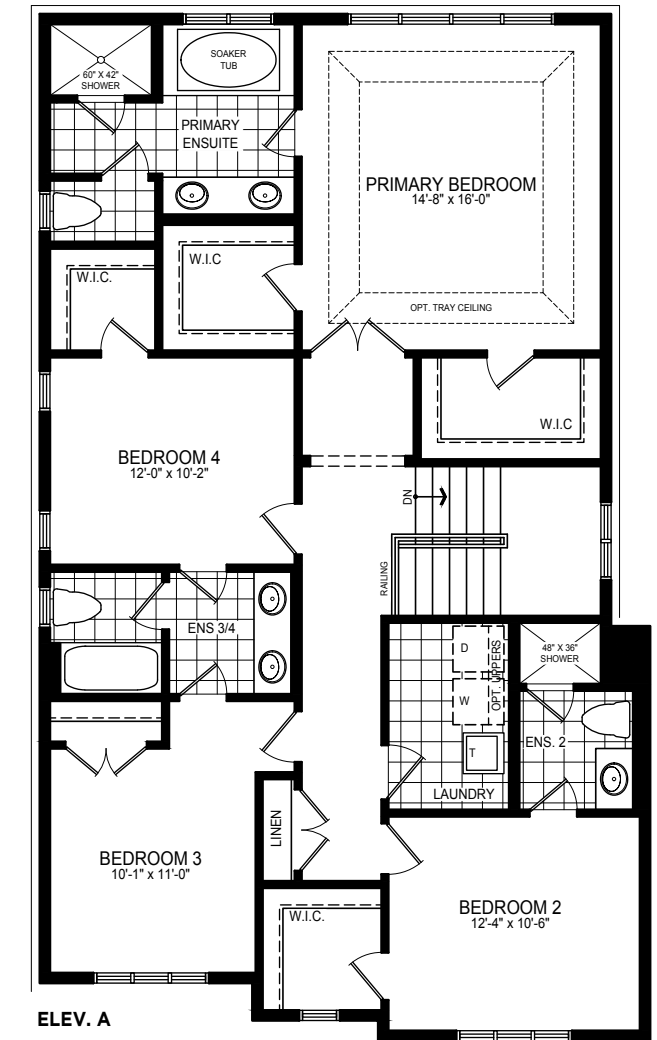 SOAKER
TUB
60" X 42"
SHOWER
PRIMARY
ENSUITE
PRIMARY BEDROOM
14'-8" x 16'-0"
W.I.C
W.I.C.
OPT. TRAY CEILING
W.I.C
BEDROOM 4
12'-0" x 10'-2"
DN
RAILING
ENS 3/4
D
OPT. UPPERS
48" X 36"
SHOWER
W
T
ENS. 2
LAUNDRY
LINEN
BEDROOM 3
10'-1" x 11'-0"
BEDROOM 2
12'-4" x 10'-6"
W.I.C.
ELEV. A